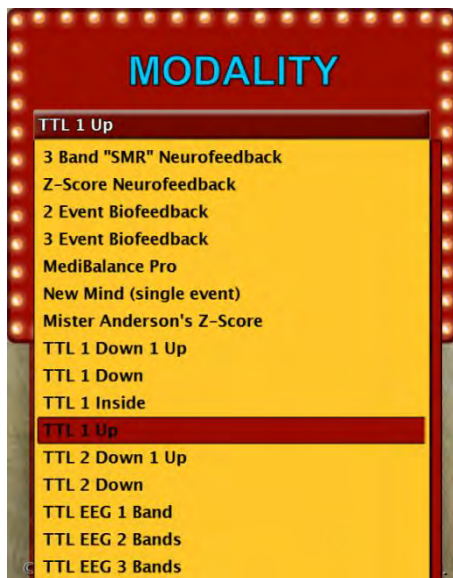 MODALITY
TTL 1 Up
3 Band "SMR" Neurofeedback
Z-Score Neurofeedback
2 Event Biofeedback
3 Event Biofeedback
MediBalance Pro
New Mind (single event)
Mister Anderson's Z-Score
TTL 1 Down 1 Up
TTL 1 Down
TTL 1 Inside
TTL 1 Up
TTL 2 Down 1 Up
TTL 2 Down
TTL EEG 1 Band
TTL EEG 2 Bands
TTL EEG 3 Bands